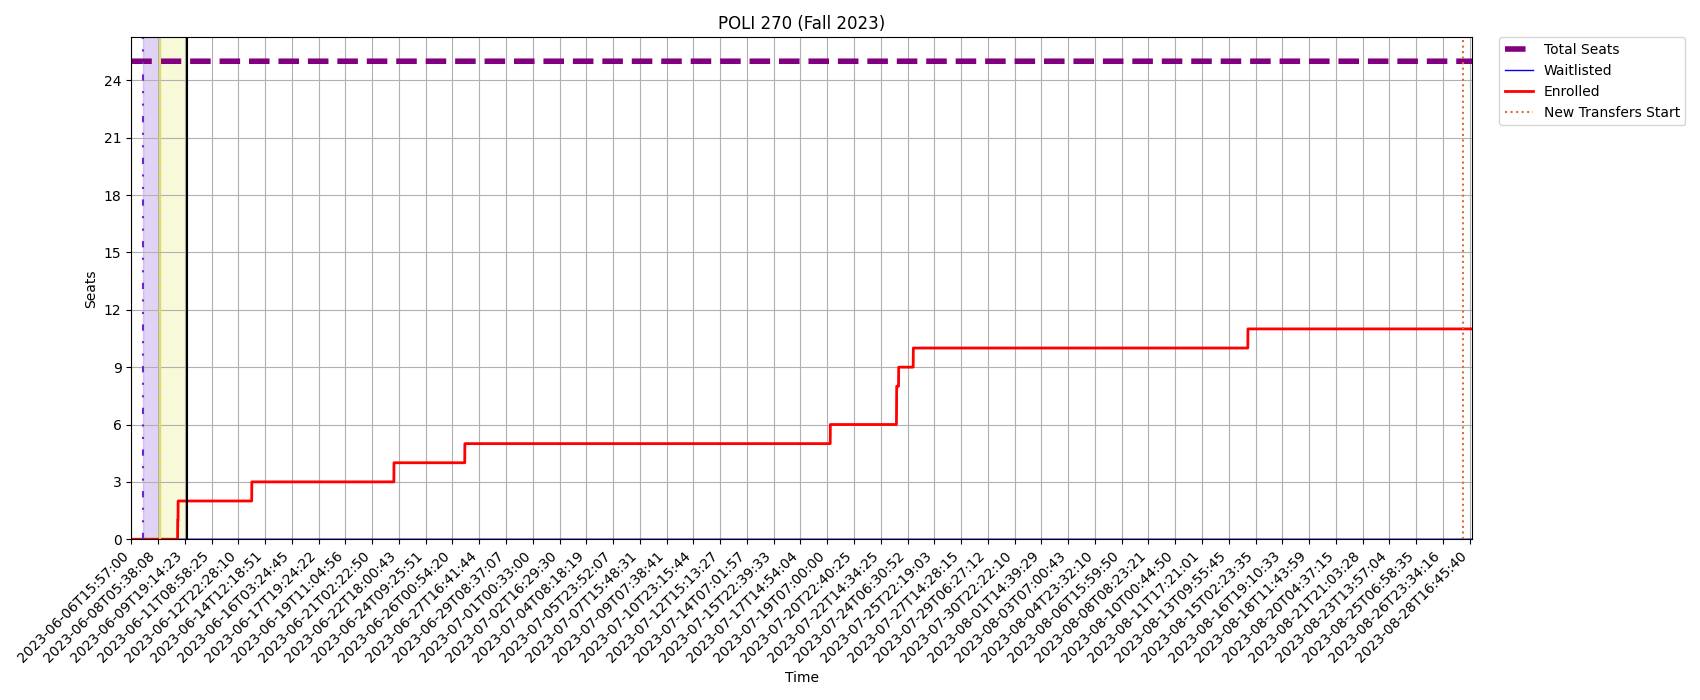 POLI 270 (Fall 2023)
Total Seats
Waitlisted
Enrolled
New Transfers Start
Seats
24
21
18
15
12
9
6
3
0
2023-06-06T15:57:00
2023-06-08T05:38:08
2023-06-09T19:14:23
2023-06-11T08:58:25
2023-06-12T22:28:10
2023-06-14T12:18:51
2023-06-16T03:24:45
2023-06-17T19:24:22
2023-06-19T11:04:56
2023-06-21T02:22:50
2023-06-22T18:00:43
2023-06-24T09:25:51
2023-06-26T00:54:20
2023-06-27T16:41:44
2023-06-29T08:37:07
2023-07-01T00:33:00
2023-07-02T16:29:30
2023-07-04T08:18:19
2023-07-05T23:52:07
2023-07-07T15:48:31
2023-07-09T07:38:41
2023-07-10T23:15:44
2023-07-12T15:13:27
2023-07-14T07:01:57
2023-07-15T22:39:33
2023-07-17T14:54:04
2023-07-19T07:00:00
2023-07-20T22:40:25
2023-07-22T14:34:25
2023-07-24T06:30:52
2023-07-25T22:19:03
2023-07-27T14:28:15
2023-07-29T06:27:12
2023-07-30T22:22:10
2023-08-01T14:39:29
2023-08-03T07:00:43
2023-08-04T23:32:10
2023-08-06T15:59:50
2023-08-08T08:23:21
2023-08-10T00:44:50
2023-08-11T17:21:01
2023-08-13T09:55:45
2023-08-15T02:23:35
2023-08-16T19:10:33
2023-08-18T11:43:59
2023-08-20T04:37:15
2023-08-21T21:03:28
2023-08-23T13:57:04
2023-08-25T06:58:35
2023-08-26T23:34:16
2023-08-28T16:45:40
Time